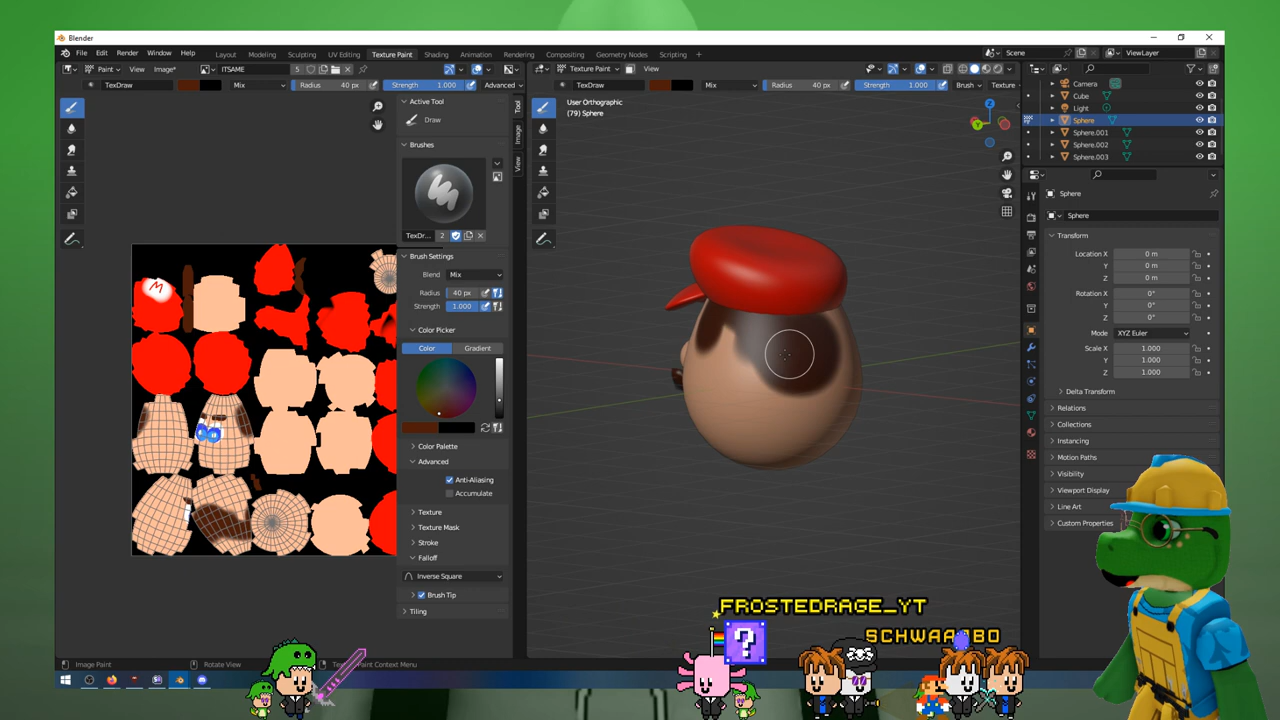 Blender
File Edit Render Window Help Layout Modeling Sculpting UV Editing Texture Paint Shading Animation Rendering Compositing Geometry Nodes Scripting + Scene ViewLayer
Paint View Image* ITSAME 5 Texture Paint View
TexDraw Mix Radius 40 px Strength 1.000 Advanced TexDraw Mix Radius 40 px Strength 1.000 Brush Texture
Camera
Cube
Light
Sphere
Sphere.001
Sphere.002
Sphere.003
User Orthographic
(79) Sphere
Z
Y
Tool
Image
View
Active Tool
Draw
Brushes
TexDr... 2
Brush Settings
Blend Mix
Radius 40 px
Strength 1.000
Color Picker
Color Gradient
Color Palette
Advanced
Anti-Aliasing
Accumulate
Texture
Texture Mask
Stroke
Falloff
Inverse Square
Brush Tip
Tiling
M
Sphere
Sphere
Transform
Location X 0 m
Y 0 m
Z 0 m
Rotation X 0°
Y 0°
Z 0°
Mode XYZ Euler
Scale X 1.000
Y 1.000
Z 1.000
Delta Transform
Relations
Collections
Instancing
Motion Paths
Visibility
Viewport Display
Line Art
Custom Properties
Image Paint Rotate View Paint Context Menu
FROSTEDRAGE_YT
?